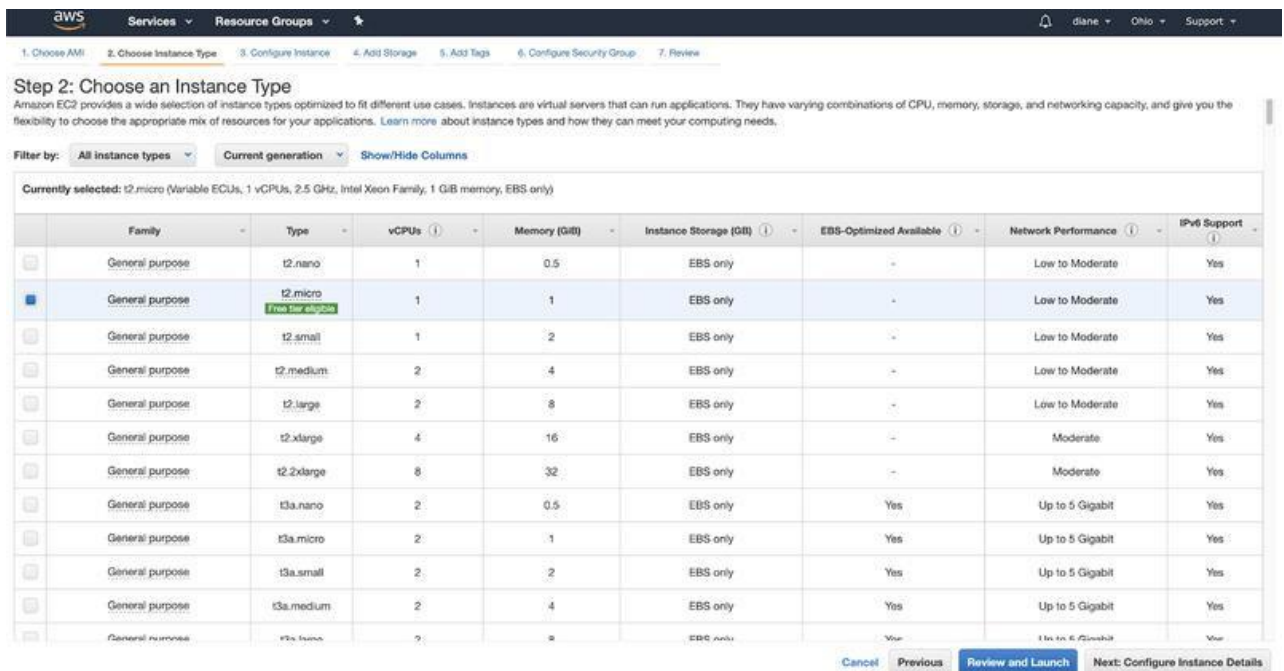 aws Services Resource Groups diane Ohio Support
1. Choose AMI 2. Choose Instance Type 3. Configure Instance 4. Add Storage 5. Add Tags 6. Configure Security Group 7. Review
Step 2: Choose an Instance Type
Amazon EC2 provides a wide selection of instance types optimized to fit different use cases. Instances are virtual servers that can run applications. They have varying combinations of CPU, memory, storage, and networking capacity, and give you the
flexibility to choose the appropriate mix of resources for your applications. Learn more about instance types and how they can meet your computing needs.
Filter by: All instance types Current generation Show/Hide Columns
Currently selected: t2.micro (Variable ECUs, 1 vCPUs, 2.5 GHz, Intel Xeon Family, 1 GiB memory, EBS only)
Family Type vCPUs Memory (GiB) Instance Storage (GB) EBS-Optimized Available Network Performance IPv6 Support
General purpose t2.nano 1 0.5 EBS only - Low to Moderate Yes
General purpose t2.micro Free tier eligible 1 1 EBS only - Low to Moderate Yes
General purpose t2.small 1 2 EBS only - Low to Moderate Yes
General purpose t2.medium 2 4 EBS only - Low to Moderate Yes
General purpose t2.large 2 8 EBS only - Low to Moderate Yes
General purpose t2.xlarge 4 16 EBS only - Moderate Yes
General purpose t2.2xlarge 8 32 EBS only - Moderate Yes
General purpose t3a.nano 2 0.5 EBS only Yes Up to 5 Gigabit Yes
General purpose t3a.micro 2 1 EBS only Yes Up to 5 Gigabit Yes
General purpose t3a.small 2 2 EBS only Yes Up to 5 Gigabit Yes
General purpose t3a.medium 2 4 EBS only Yes Up to 5 Gigabit Yes
General purpose t3a.large 2 8 EBS only Yes Up to 5 Gigabit Yes
Cancel Previous Review and Launch Next: Configure Instance Details